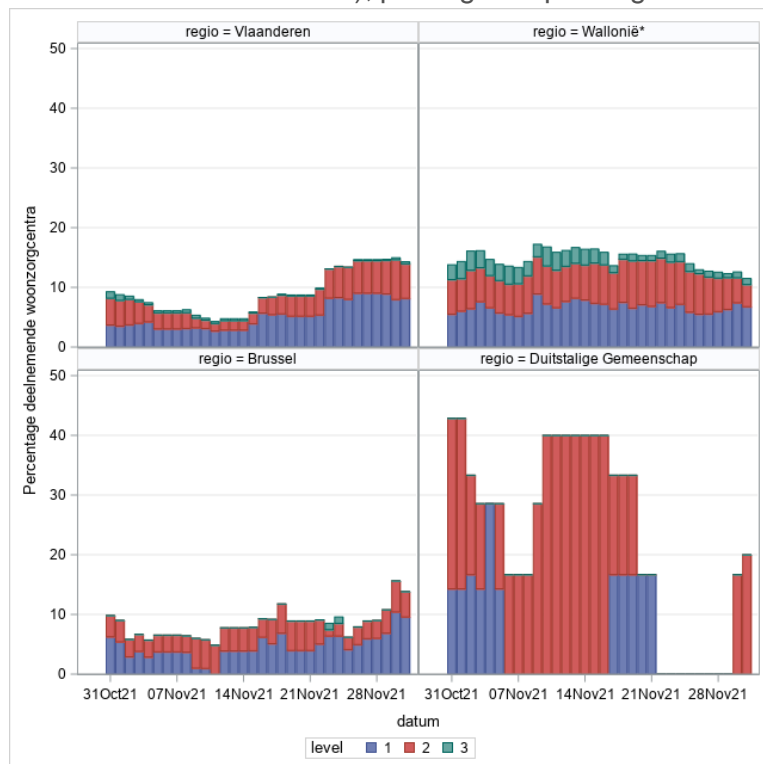 regio = Vlaanderen
regio = Wallonië*
50
40
30
20
10
0
regio = Brussel
regio = Duitstalige Gemeenschap
50
40
30
20
10
0
Percentage deelnemende woonzorgcentra
31Oct21 07Nov21 14Nov21 21Nov21 28Nov21
31Oct21 07Nov21 14Nov21 21Nov21 28Nov21
datum
level 1 2 3